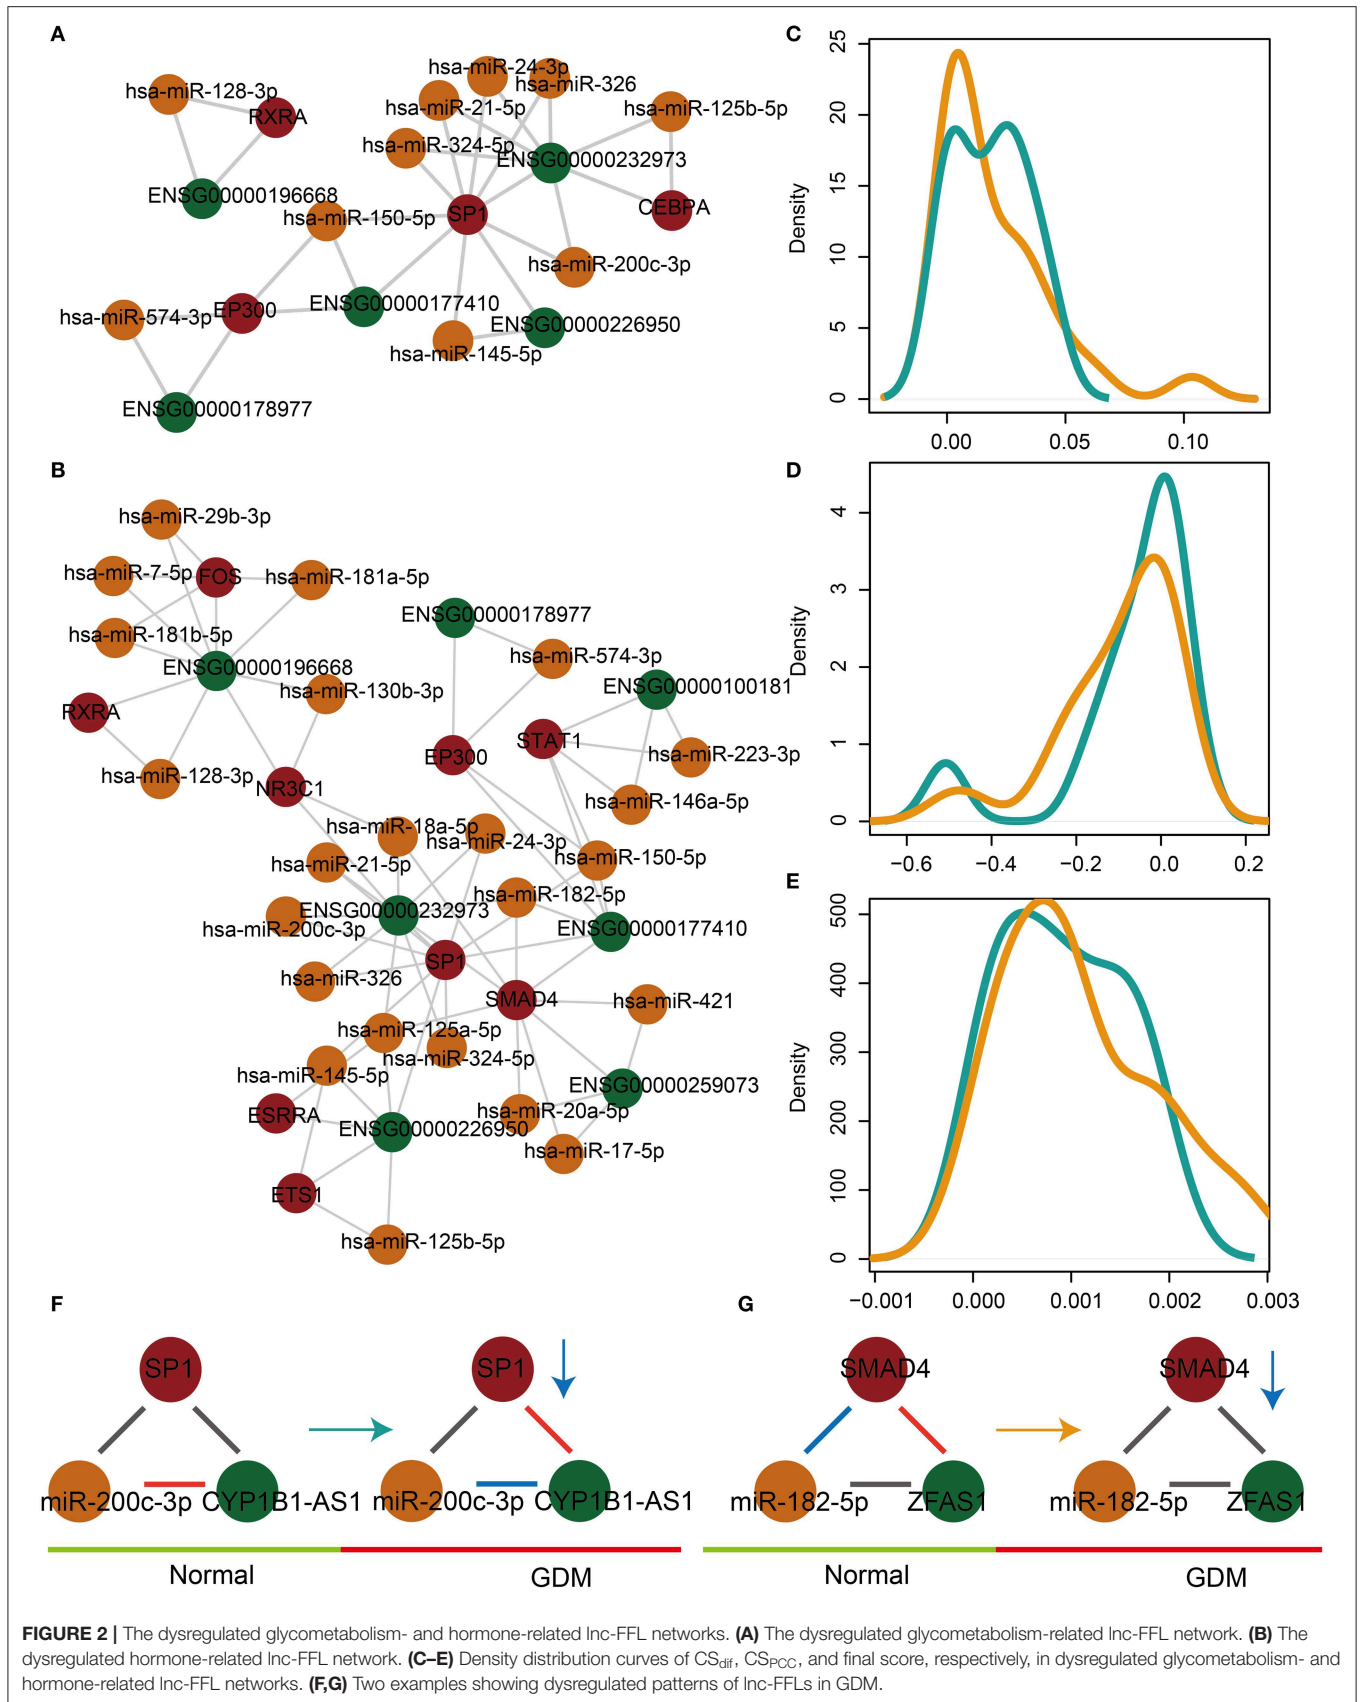 A
hsa-miR-128-3p
RXRA
ENSG00000196668
hsa-miR-24-3p
hsa-miR-326
hsa-miR-21-5p
hsa-miR-125b-5p
hsa-miR-324-5p
ENSG00000232973
hsa-miR-150-5p
SP1
CEBPA
hsa-miR-200c-3p
ENSG00000177410
hsa-miR-574-3p
EP300
ENSG00000226950
hsa-miR-145-5p
ENSG00000178977
C
Density
25
20
15
10
5
0
0.00
0.05
0.10
B
hsa-miR-29b-3p
hsa-miR-7-5p
FOS
hsa-miR-181a-5p
hsa-miR-181b-5p
ENSG00000196668
hsa-miR-130b-3p
RXRA
hsa-miR-128-3p
NR3C1
ENSG00000178977
hsa-miR-574-3p
ENSG00000100181
EP300
STAT1
hsa-miR-223-3p
hsa-miR-146a-5p
hsa-miR-18a-5p
hsa-miR-24-3p
hsa-miR-21-5p
hsa-miR-150-5p
hsa-miR-182-5p
ENSG00000232973
hsa-miR-200c-3p
ENSG00000177410
SP1
hsa-miR-326
SMAD4
hsa-miR-421
hsa-miR-125a-5p
hsa-miR-324-5p
hsa-miR-145-5p
ENSG00000259073
ESRRA
hsa-miR-20a-5p
ENSG00000226950
hsa-miR-17-5p
ETS1
hsa-miR-125b-5p
D
Density
4
3
2
1
0
−0.6
−0.4
−0.2
0.0
0.2
E
Density
500
400
300
200
100
0
−0.001
0.000
0.001
0.002
0.003
F
SP1
miR-200c-3p
CYP1B1-AS1
SP1
miR-200c-3p
CYP1B1-AS1
Normal
GDM
G
SMAD4
miR-182-5p
ZFAS1
SMAD4
miR-182-5p
ZFAS1
Normal
GDM
FIGURE 2 | The dysregulated glycometabolism- and hormone-related lnc-FFL networks. (A) The dysregulated glycometabolism-related lnc-FFL network. (B) The
dysregulated hormone-related lnc-FFL network. (C–E) Density distribution curves of CSdif, CSPCC, and final score, respectively, in dysregulated glycometabolism- and
hormone-related lnc-FFL networks. (F,G) Two examples showing dysregulated patterns of lnc-FFLs in GDM.